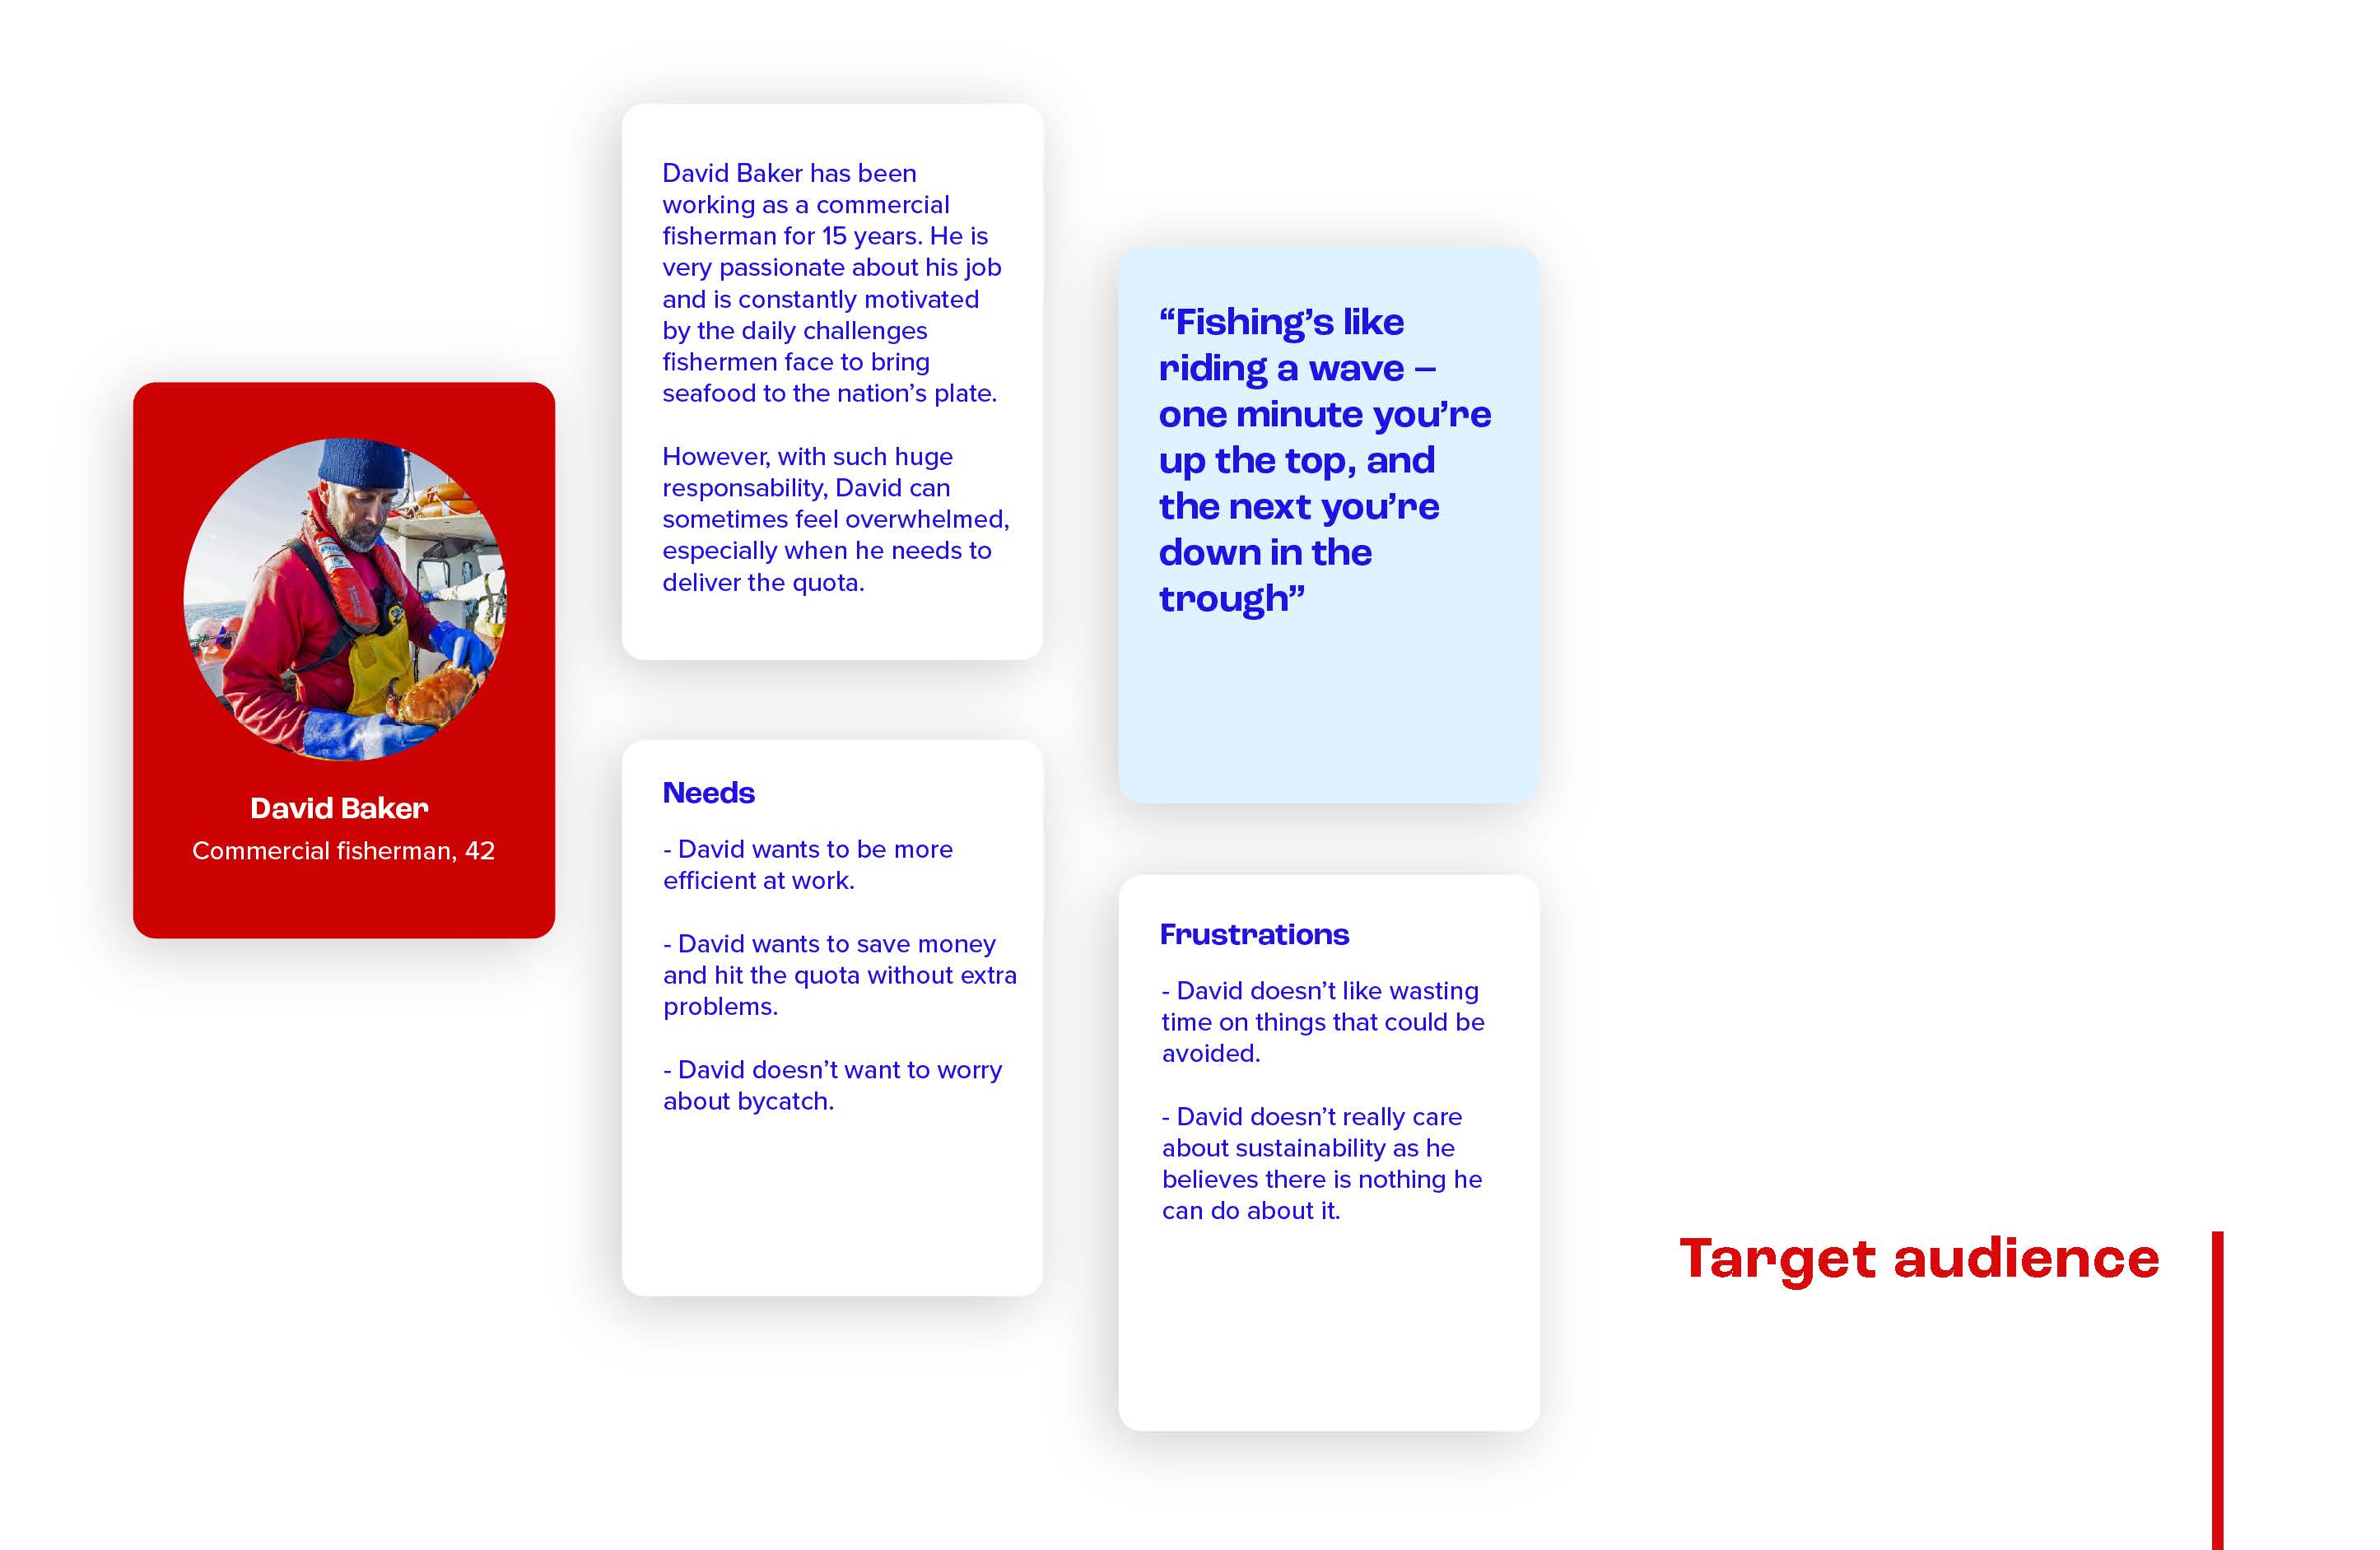 David Baker
Commercial fisherman, 42
David Baker has been
working as a commercial
fisherman for 15 years. He is
very passionate about his job
and is constantly motivated
by the daily challenges
fishermen face to bring
seafood to the nation’s plate.
However, with such huge
responsability, David can
sometimes feel overwhelmed,
especially when he needs to
deliver the quota.
Needs
- David wants to be more
efficient at work.
- David wants to save money
and hit the quota without extra
problems.
- David doesn’t want to worry
about bycatch.
“Fishing’s like
riding a wave –
one minute you’re
up the top, and
the next you’re
down in the
trough”
Frustrations
- David doesn’t like wasting
time on things that could be
avoided.
- David doesn’t really care
about sustainability as he
believes there is nothing he
can do about it.
Target audience